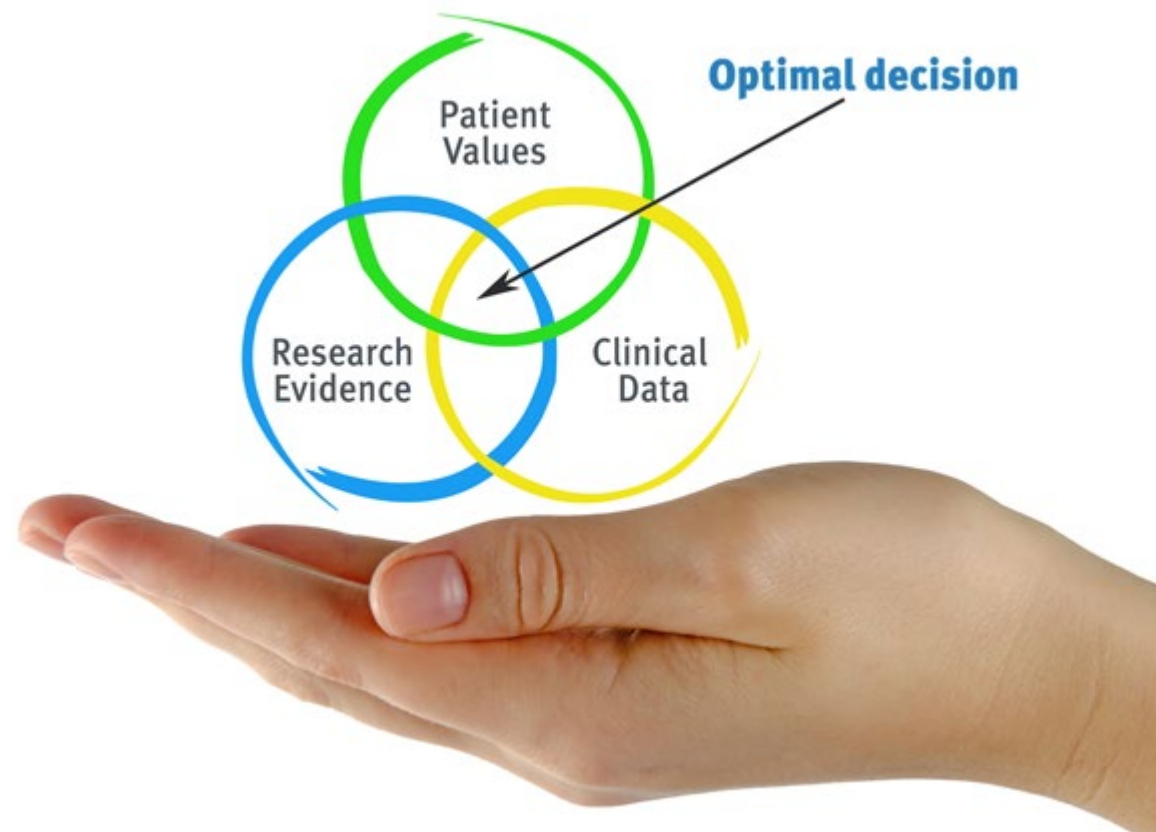 Optimal decision
Patient
Values
Research
Evidence
Clinical
Data